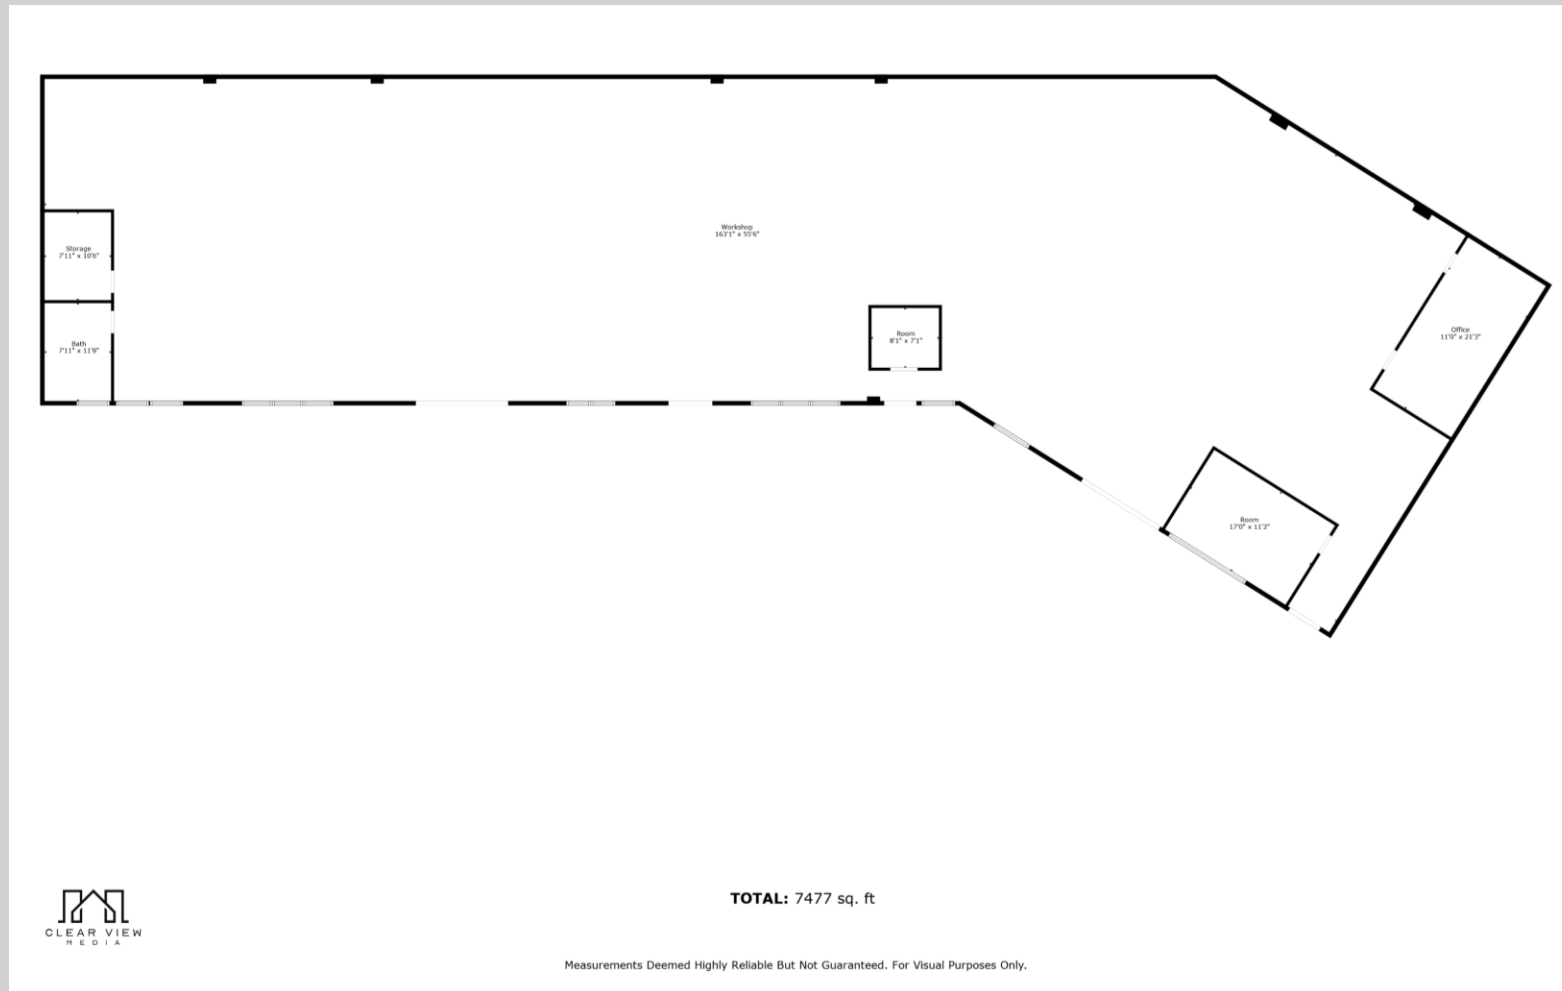 Workshop
163'1" x 55'6"
Storage
7'11" x 10'6"
Bath
7'11" x 11'8"
Room
8'1" x 7'1"
Office
11'0" x 21'3"
Room
17'0" x 11'2"
TOTAL: 7477 sq. ft
CLEAR VIEW
MEDIA
Measurements Deemed Highly Reliable But Not Guaranteed. For Visual Purposes Only.